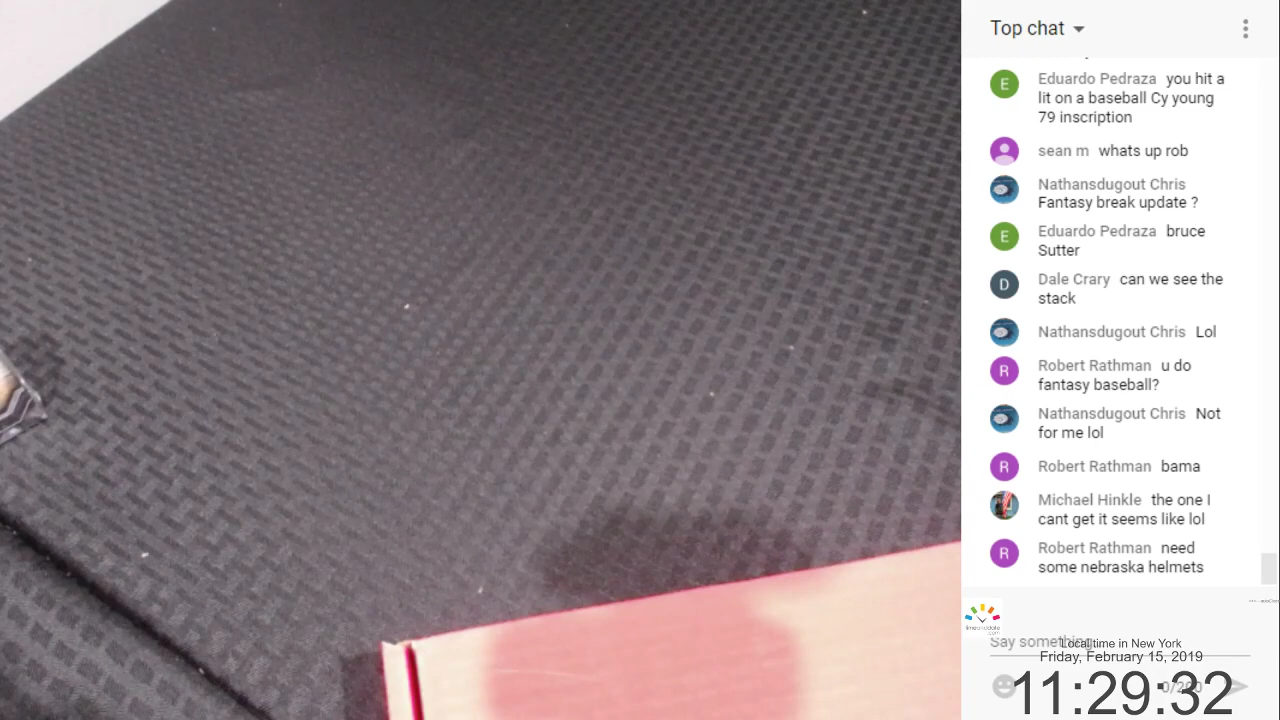 Top chat
Eduardo Pedraza you hit a
lit on a baseball Cy young
79 inscription
E
sean m whats up rob
Nathansdugout Chris
Fantasy break update ?
Eduardo Pedraza bruce
E
Sutter
Dale Crary can we see the
D
stack
Nathansdugout Chris Lol
Robert Rathman u do
R
fantasy baseball?
Nathansdugout Chris Not
for me lol
R
Robert Rathman bama
Michael Hinkle the one I
cant get it seems like lol
Robert Rathman need
R
some nebraska helmets
Say something...
Local time in New York
Friday, February 15, 2019
11:29:32